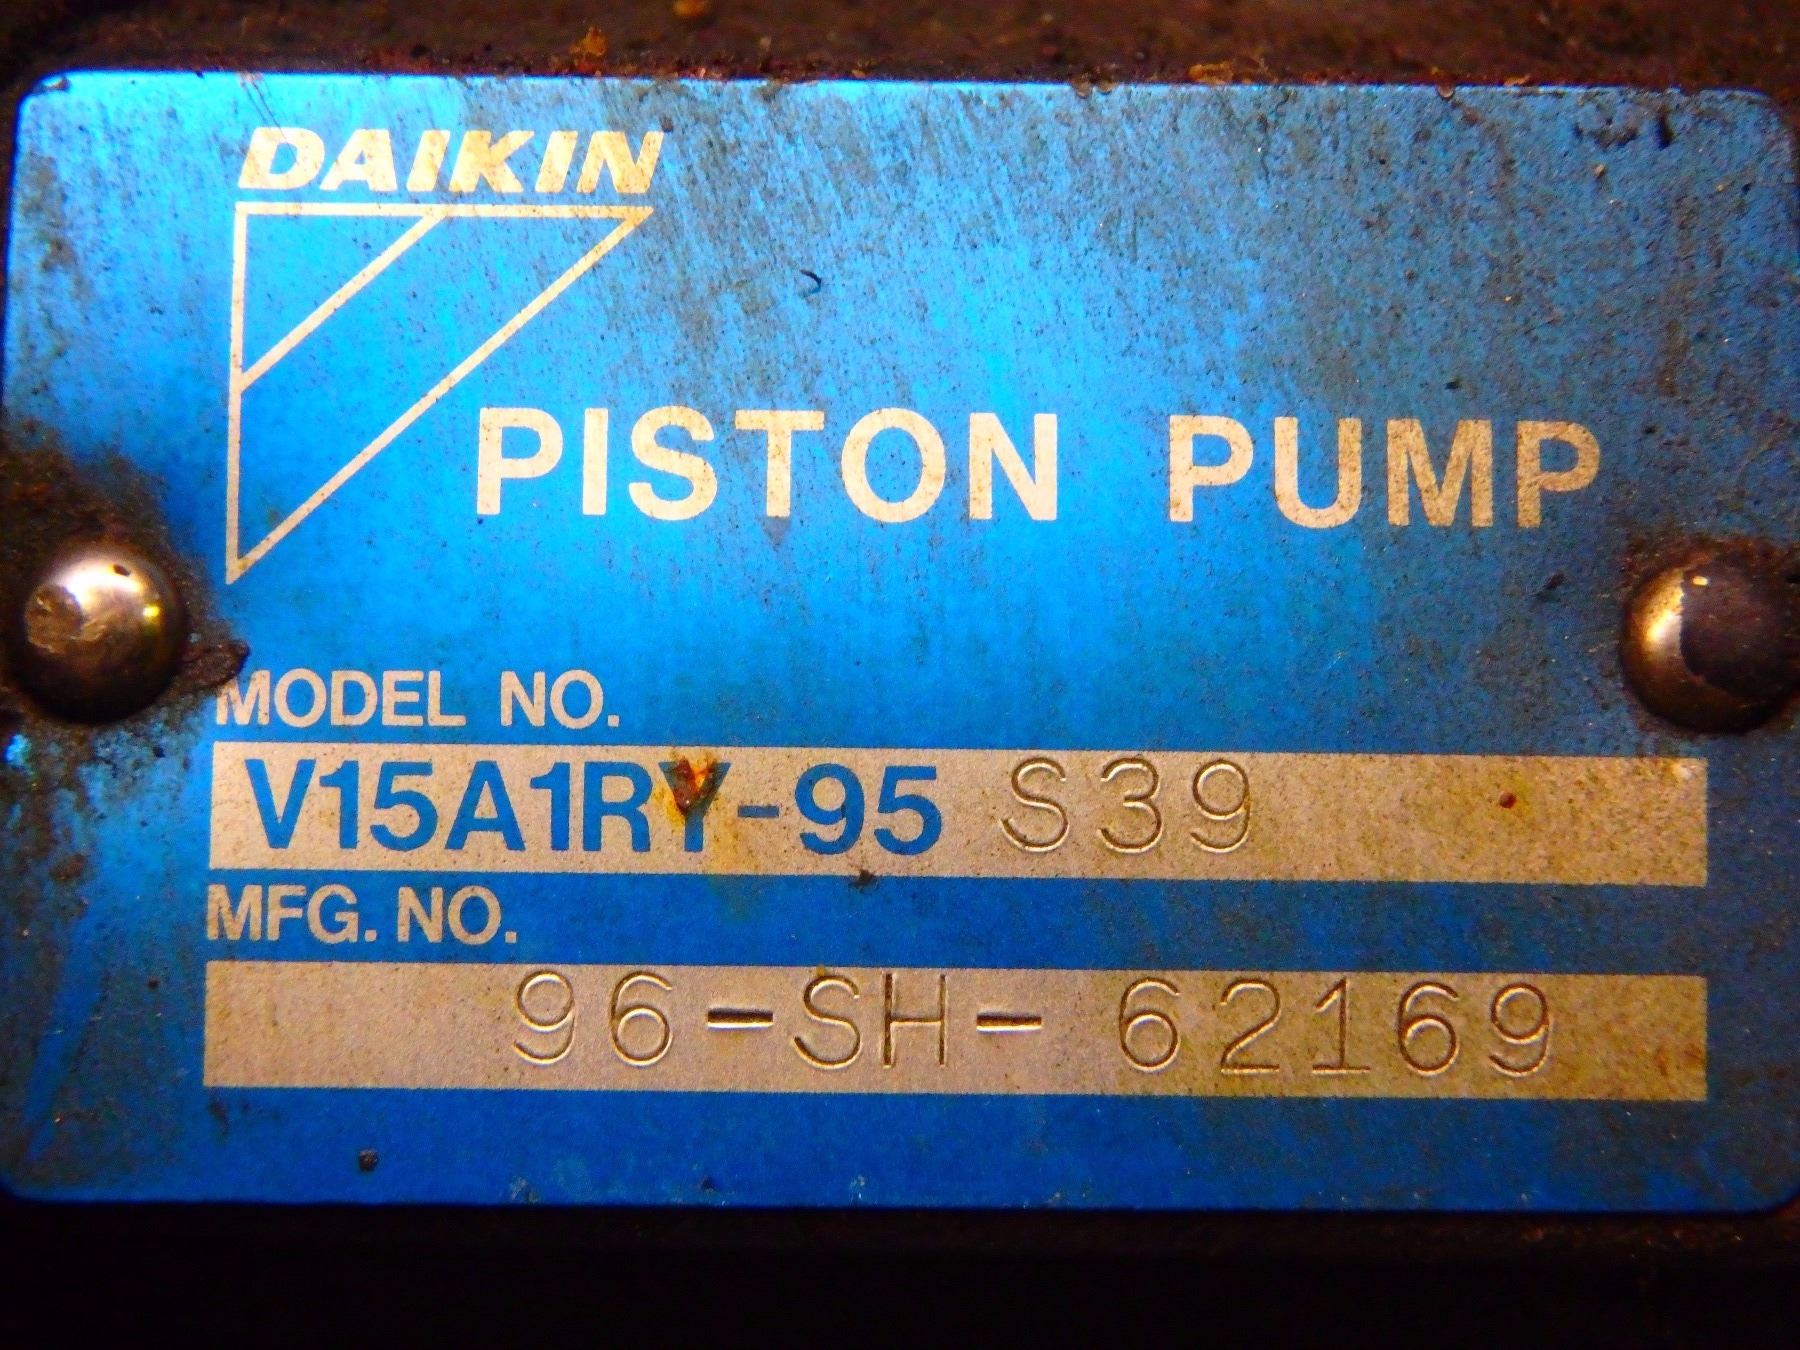 DAIKIN
PISTON PUMP
MODEL NO.
V15A1RY-95 S39
MFG. NO.
96-SH-62169